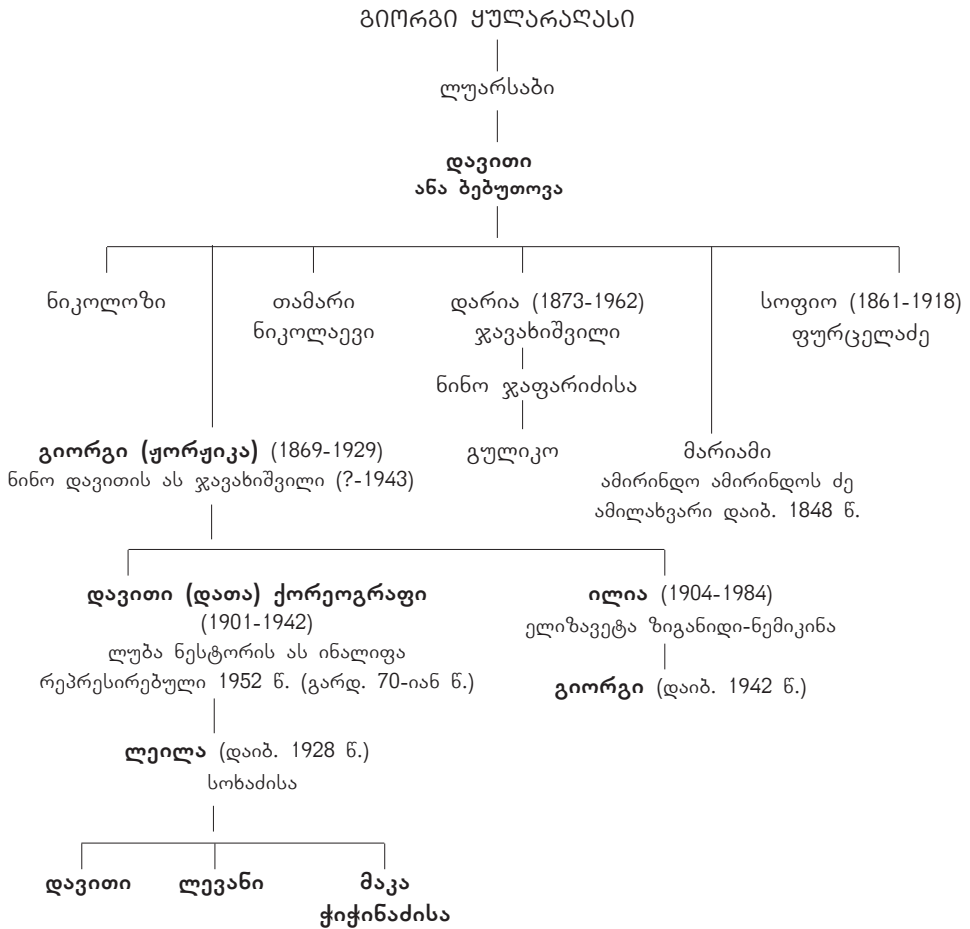 გიორგი ყულარაღასი
ლუარსაბი
დავითი
ანა ბებუთოვა
ნიკოლოზი
თამარი
ნიკოლაევი
დარია (1873-1962)
ჯავახიშვილი
ნინო ჯაფარიძისა
გულიკო
სოფიო (1861-1918)
ფურცელაძე
გიორგი (ჟორჟიკა) (1869-1929)
ნინო დავითის ას ჯავახიშვილი (?-1943)
მარიამი
ამირინდო ამირინდოს ძე
ამილახვარი დაიბ. 1848 წ.
დავითი (დათა) ქორეოგრაფი
(1901-1942)
ლუბა ნესტორის ას ინალიფა
რეპრესირებული 1952 წ. (გარდ. 70-იან წ.)
ილია (1904-1984)
ელიზავეტა ზიგანიდი-ნემიკინა
გიორგი (დაიბ. 1942 წ.)
ლეილა (დაიბ. 1928 წ.)
სოხაძისა
დავითი
ლევანი
მაკა
ჭიჭინაძისა